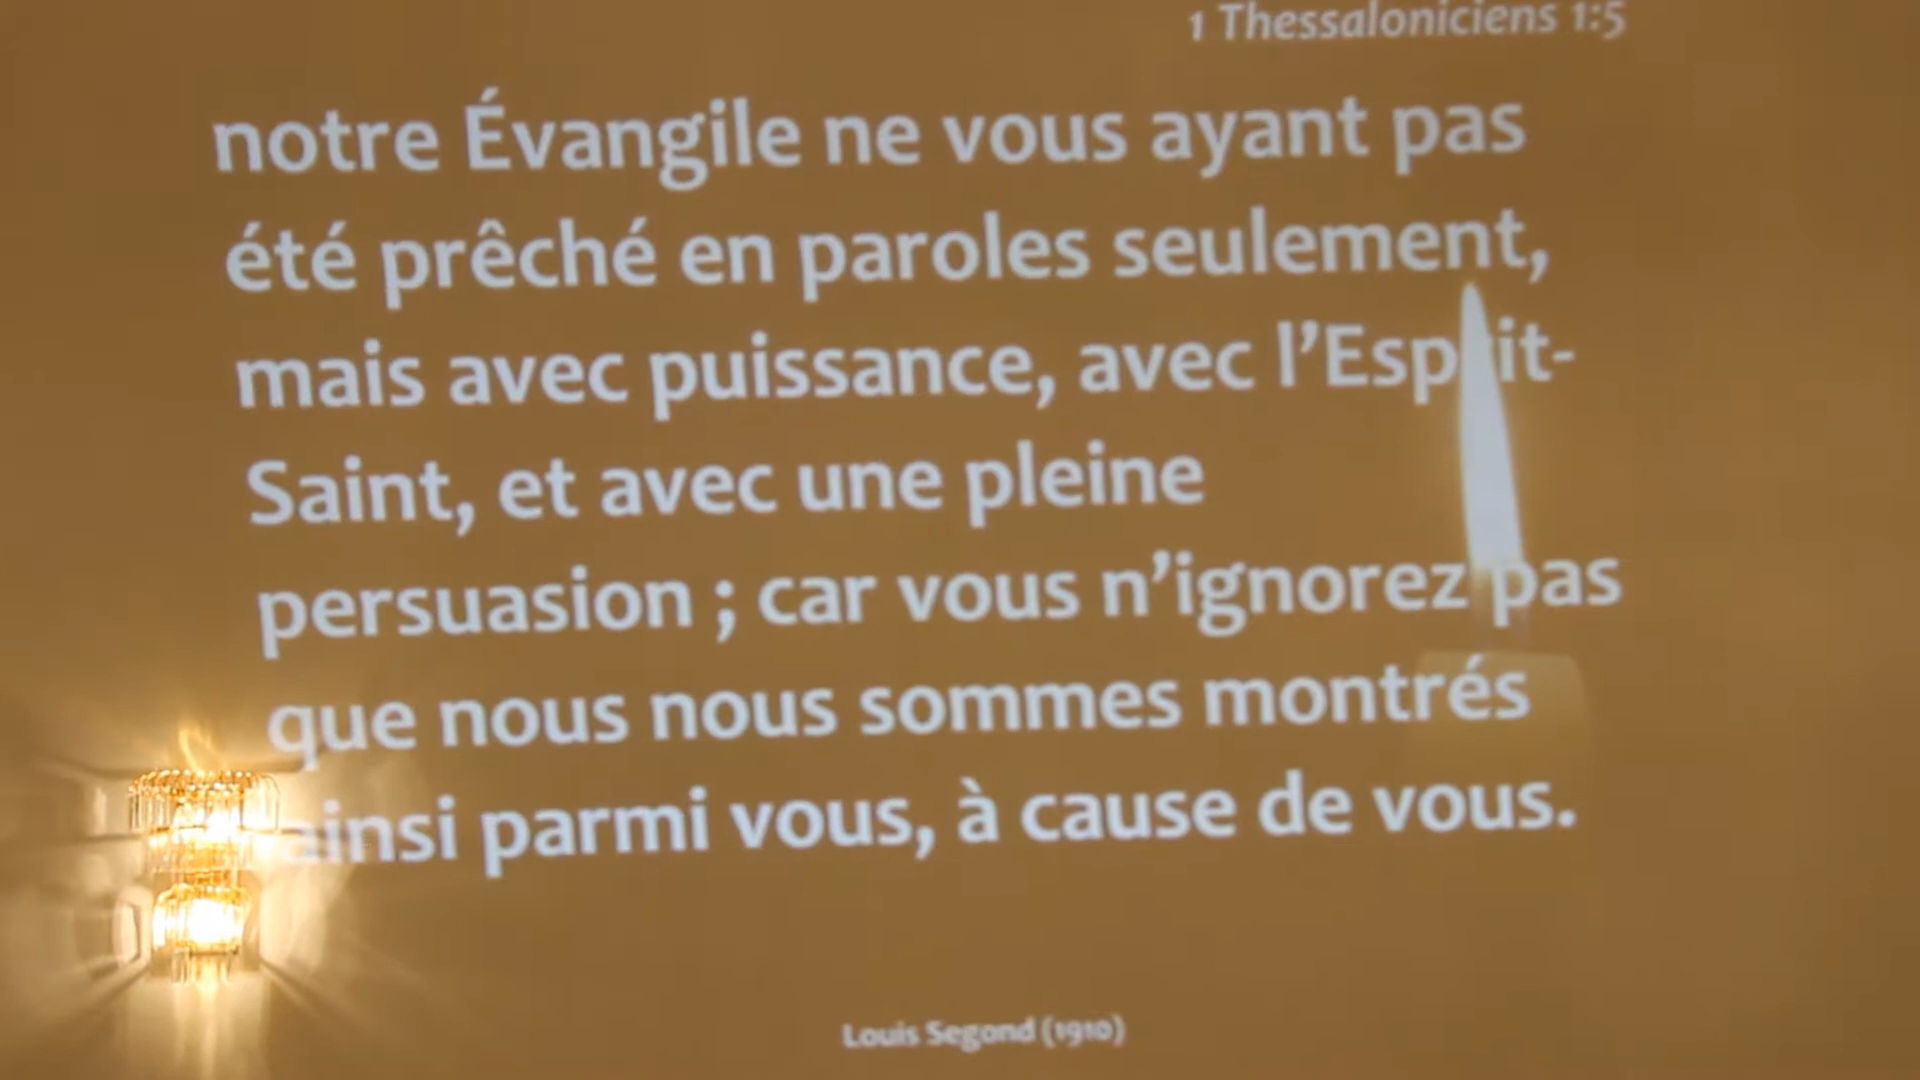 1 Thessaloniciens 1:5
notre Évangile ne vous ayant pas
été prêché en paroles seulement,
mais avec puissance, avec l’Esprit-
Saint, et avec une pleine
persuasion ; car vous n’ignorez pas
que nous nous sommes montrés
ainsi parmi vous, à cause de vous.
Louis Segond (1910)